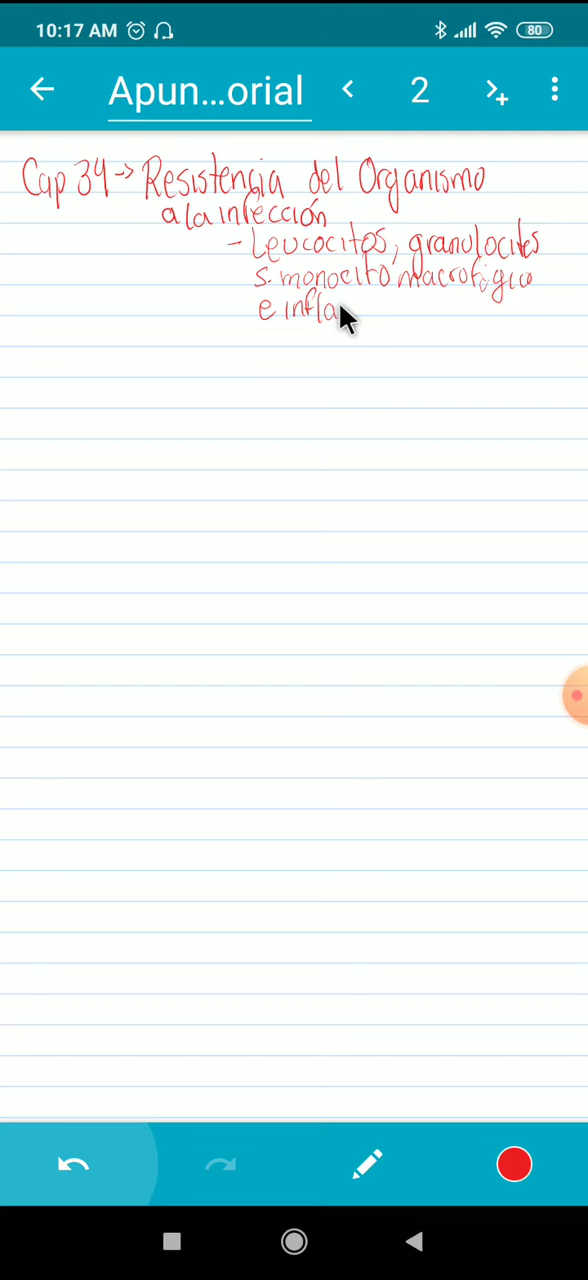 10:17 AM 80
Apun...orial 2
Cap 34 → Resistencia del Organismo
a la infección
- Leucocitos, granulocitos
s. monocito macrofágico
e infla